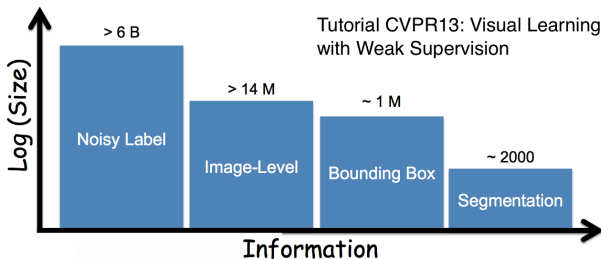 Tutorial CVPR13: Visual Learning
with Weak Supervision
> 6 B
> 14 M
~ 1 M
~ 2000
Noisy Label
Image-Level
Bounding Box
Segmentation
Log (Size)
Information